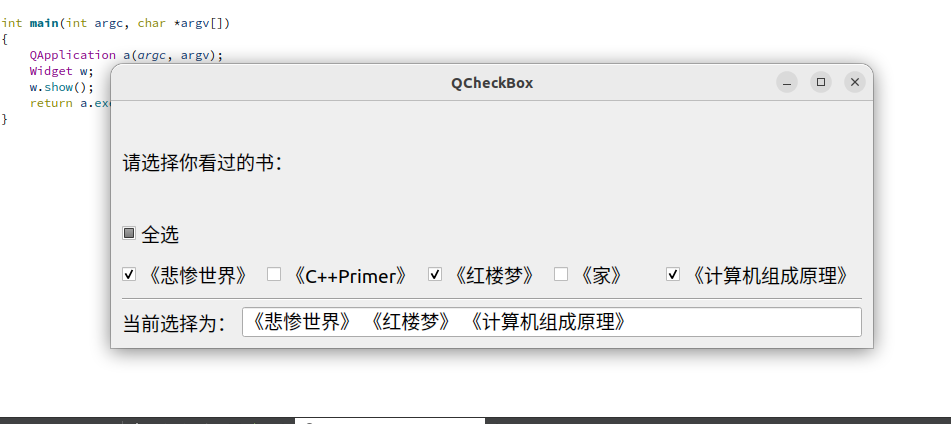 int main(int argc, char *argv[])
{
QApplication a(argc, argv);
Widget w;
w.show();
return a.exe
}
QCheckBox
请选择你看过的书：
全选
《悲惨世界》 《C++Primer》 《红楼梦》 《家》 《计算机组成原理》
当前选择为： 《悲惨世界》 《红楼梦》 《计算机组成原理》